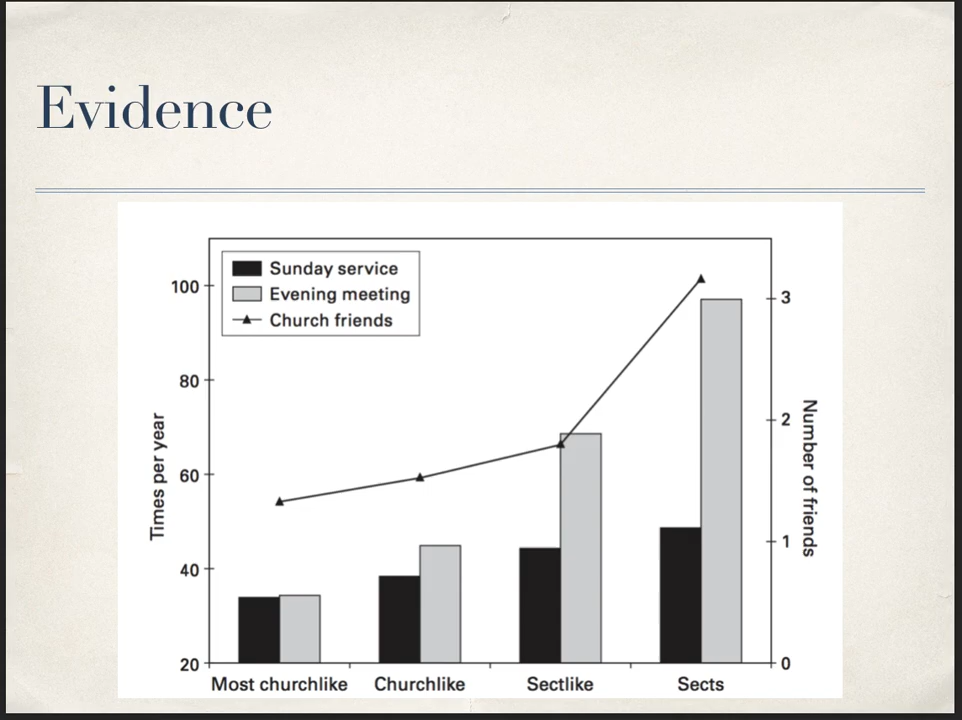 Evidence
Sunday service
Evening meeting
Church friends
100
80
60
40
20
Times per year
3
2
1
0
Number of friends
Most churchlike
Churchlike
Sectlike
Sects